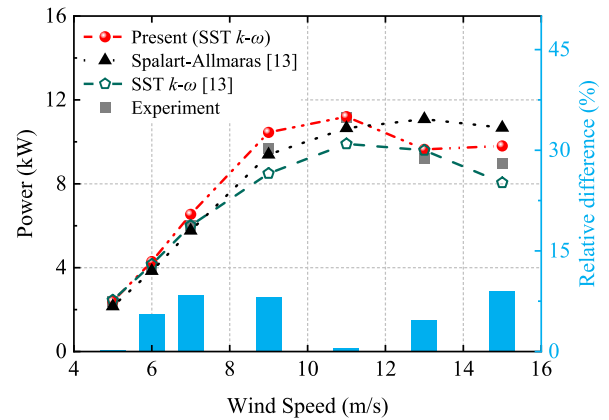 Present (SST k-ω)
Spalart-Allmaras [13]
SST k-ω [13]
Experiment
16
12
8
4
0
Power (kW)
4
6
8
10
12
14
16
Wind Speed (m/s)
45
30
15
0
Relative difference (%)